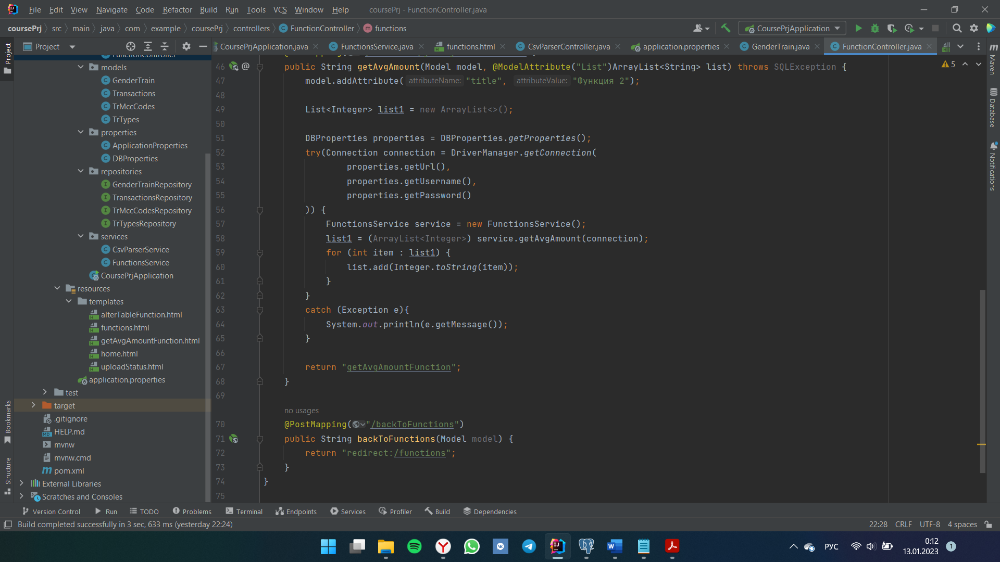 File Edit View Navigate Code Refactor Build Run Tools VCS Window Help coursePrj - FunctionController.java
coursePrj src main java com example coursePrj controllers FunctionController functions CoursePrjApplication
Project
CoursePrjApplication.java FunctionsService.java functions.html CsvParserController.java application.properties GenderTrain.java FunctionController.java
Project
models
GenderTrain
Transactions
TrMccCodes
TrTypes
properties
ApplicationProperties
DBProperties
repositories
GenderTrainRepository
TransactionsRepository
TrMccCodesRepository
TrTypesRepository
services
CsvParserService
FunctionsService
CoursePrjApplication
resources
templates
alterTableFunction.html
functions.html
getAvgAmountFunction.html
home.html
uploadStatus.html
application.properties
test
target
.gitignore
HELP.md
mvnw
mvnw.cmd
pom.xml
External Libraries
Scratches and Consoles
Bookmarks
Structure
46 @ public String getAvgAmount(Model model, @ModelAttribute("List")ArrayList<String> list) throws SQLException {
47 model.addAttribute( attributeName: "title", attributeValue: "Функция 2");
48
49 List<Integer> list1 = new ArrayList<>();
50
51 DBProperties properties = DBProperties.getProperties();
52 try(Connection connection = DriverManager.getConnection(
53 properties.getUrl(),
54 properties.getUsername(),
55 properties.getPassword()
56 )) {
57 FunctionsService service = new FunctionsService();
58 list1 = (ArrayList<Integer>) service.getAvgAmount(connection);
59 for (int item : list1) {
60 list.add(Integer.toString(item));
61 }
62 }
63 catch (Exception e){
64 System.out.println(e.getMessage());
65 }
66
67 return "getAvgAmountFunction";
68 }
69
no usages
70 @PostMapping("/backToFunctions")
71 public String backToFunctions(Model model) {
72 return "redirect:/functions";
73 }
74 }
75
5
Maven
Database
Notifications
Version Control Run TODO Problems Terminal Endpoints Services Profiler Build Dependencies
Build completed successfully in 3 sec, 633 ms (yesterday 22:24) 22:28 CRLF UTF-8 4 spaces
РУС
0:12
13.01.2023
1